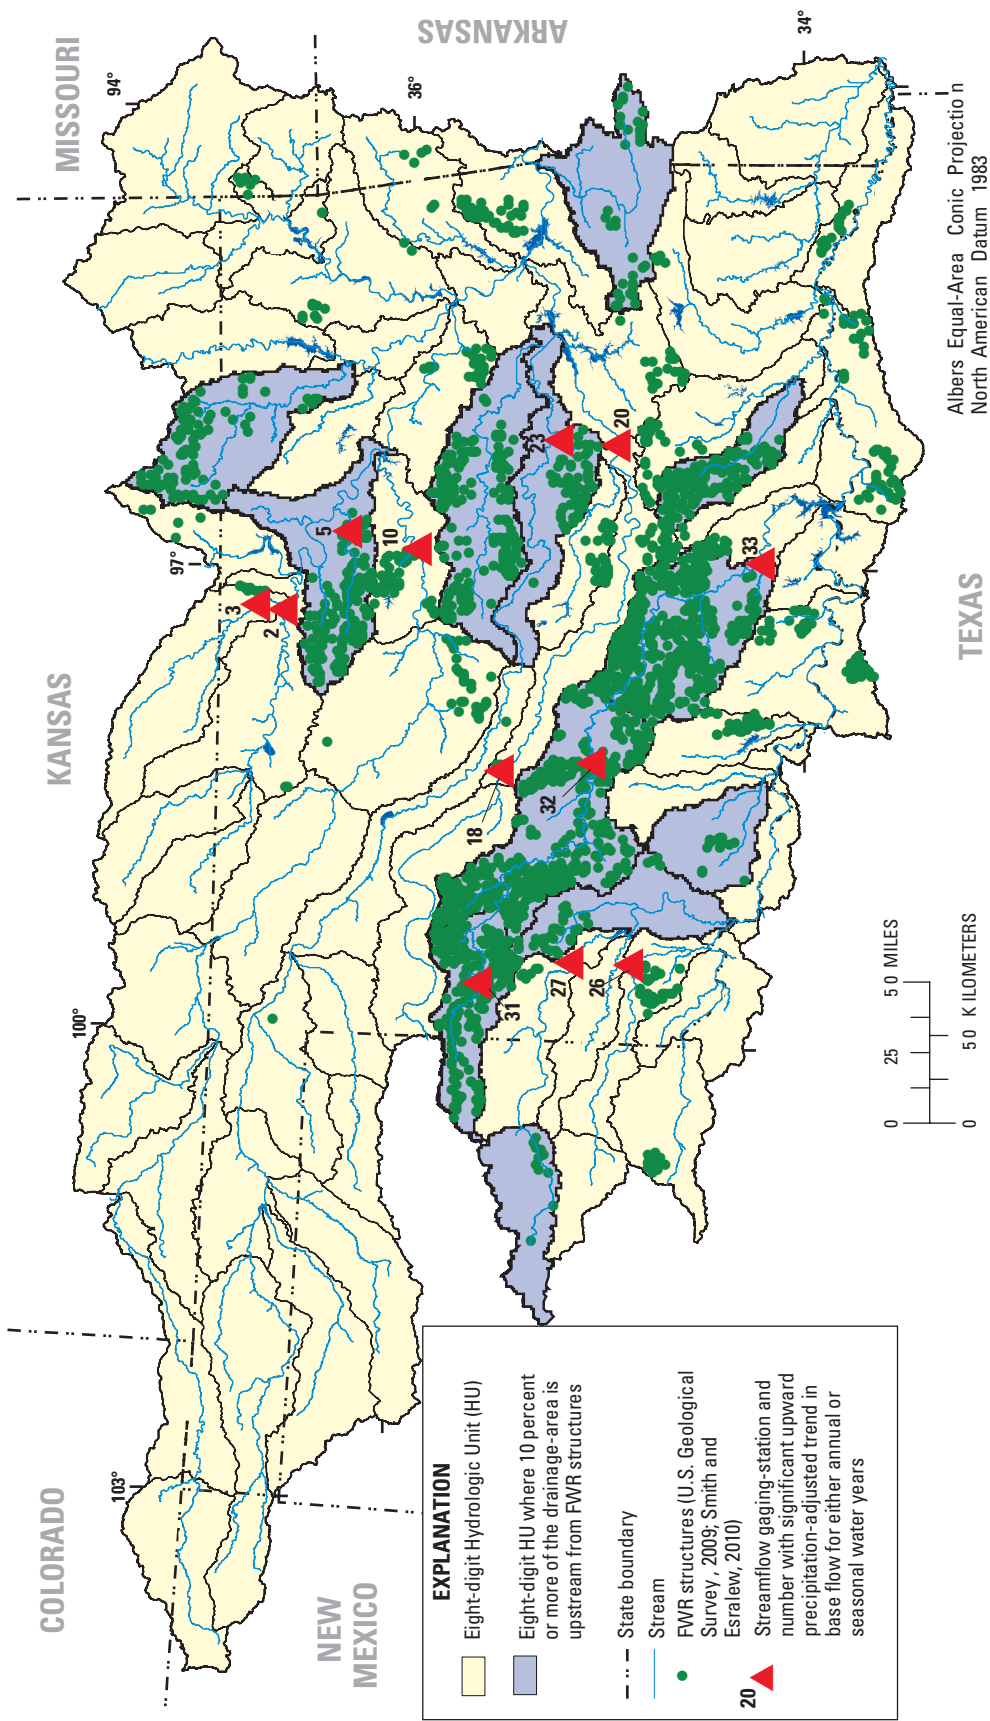 COLORADO
KANSAS
MISSOURI
ARKANSAS
NEW
MEXICO
TEXAS
103°
100°
97°
94°
36°
34°
3
2
5
10
18
20
23
26
27
31
32
33
EXPLANATION
Eight-digit Hydrologic Unit (HU)
Eight-digit HU where 10 percent
or more of the drainage-area is
upstream from FWR structures
State boundary
Stream
FWR structures (U.S. Geological
Survey , 2009; Smith and
Esralew, 2010)
20
Streamflow gaging-station and
number with significant upward
precipitation-adjusted trend in
base flow for either annual or
seasonal water years
0 25 50 MILES
0 50 KILOMETERS
Albers Equal-Area Conic Projection
North American Datum 1983